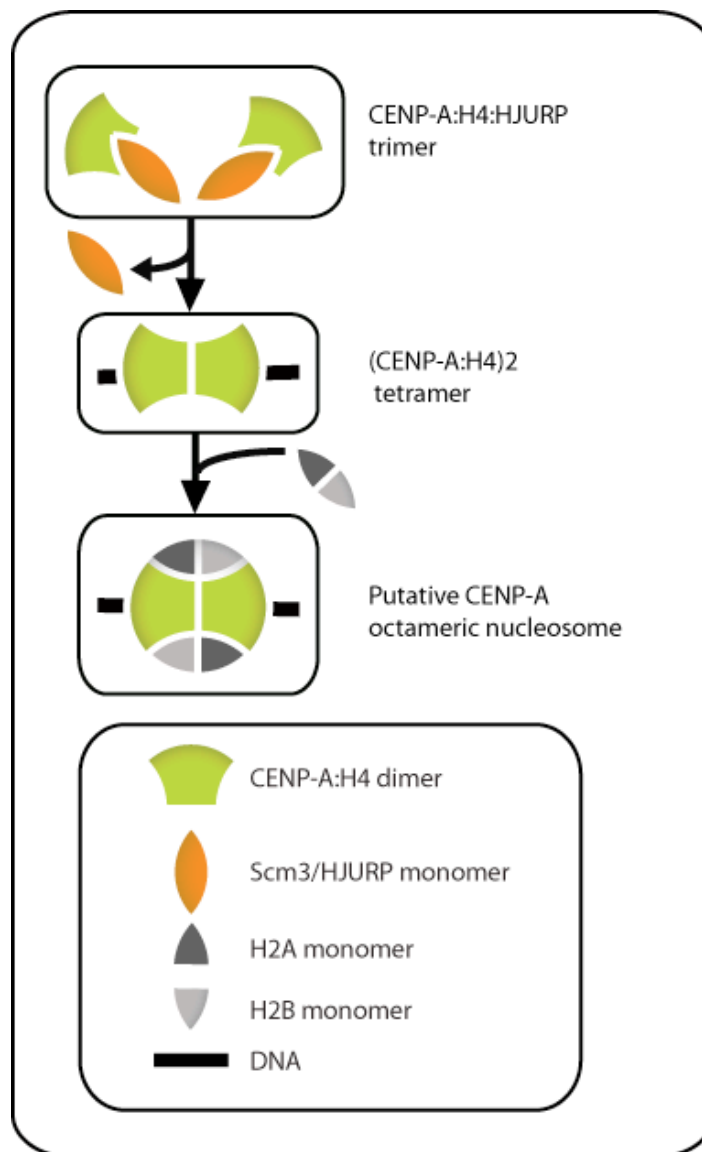 CENP-A:H4:HJURP
trimer
(CENP-A:H4)2
tetramer
Putative CENP-A
octameric nucleosome
CENP-A:H4 dimer
Scm3/HJURP monomer
H2A monomer
H2B monomer
DNA